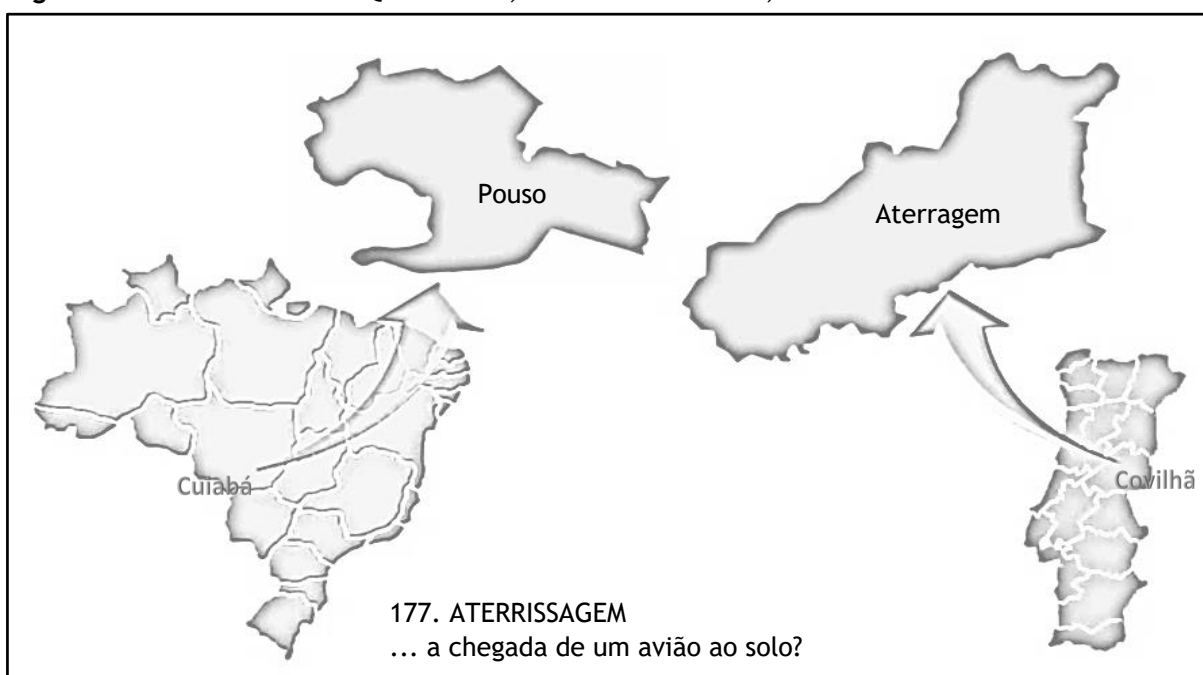 Pouso
Aterragem
Cuiabá
Covilhã
177. ATERRISSAGEM
... a chegada de um avião ao solo?